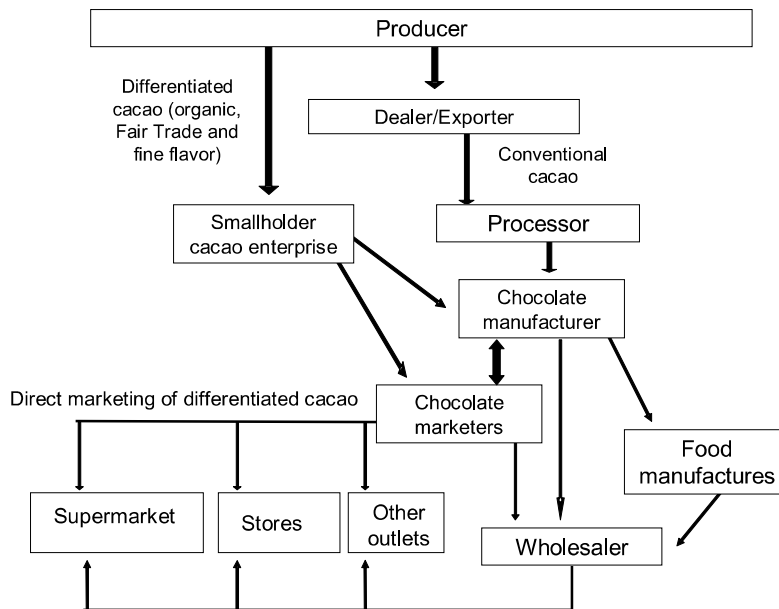 Producer
Differentiated
cacao (organic,
Fair Trade and
fine flavor)
Dealer/Exporter
Conventional
cacao
Smallholder
cacao enterprise
Processor
Chocolate
manufacturer
Direct marketing of differentiated cacao
Chocolate
marketers
Food
manufactures
Supermarket
Stores
Other
outlets
Wholesaler